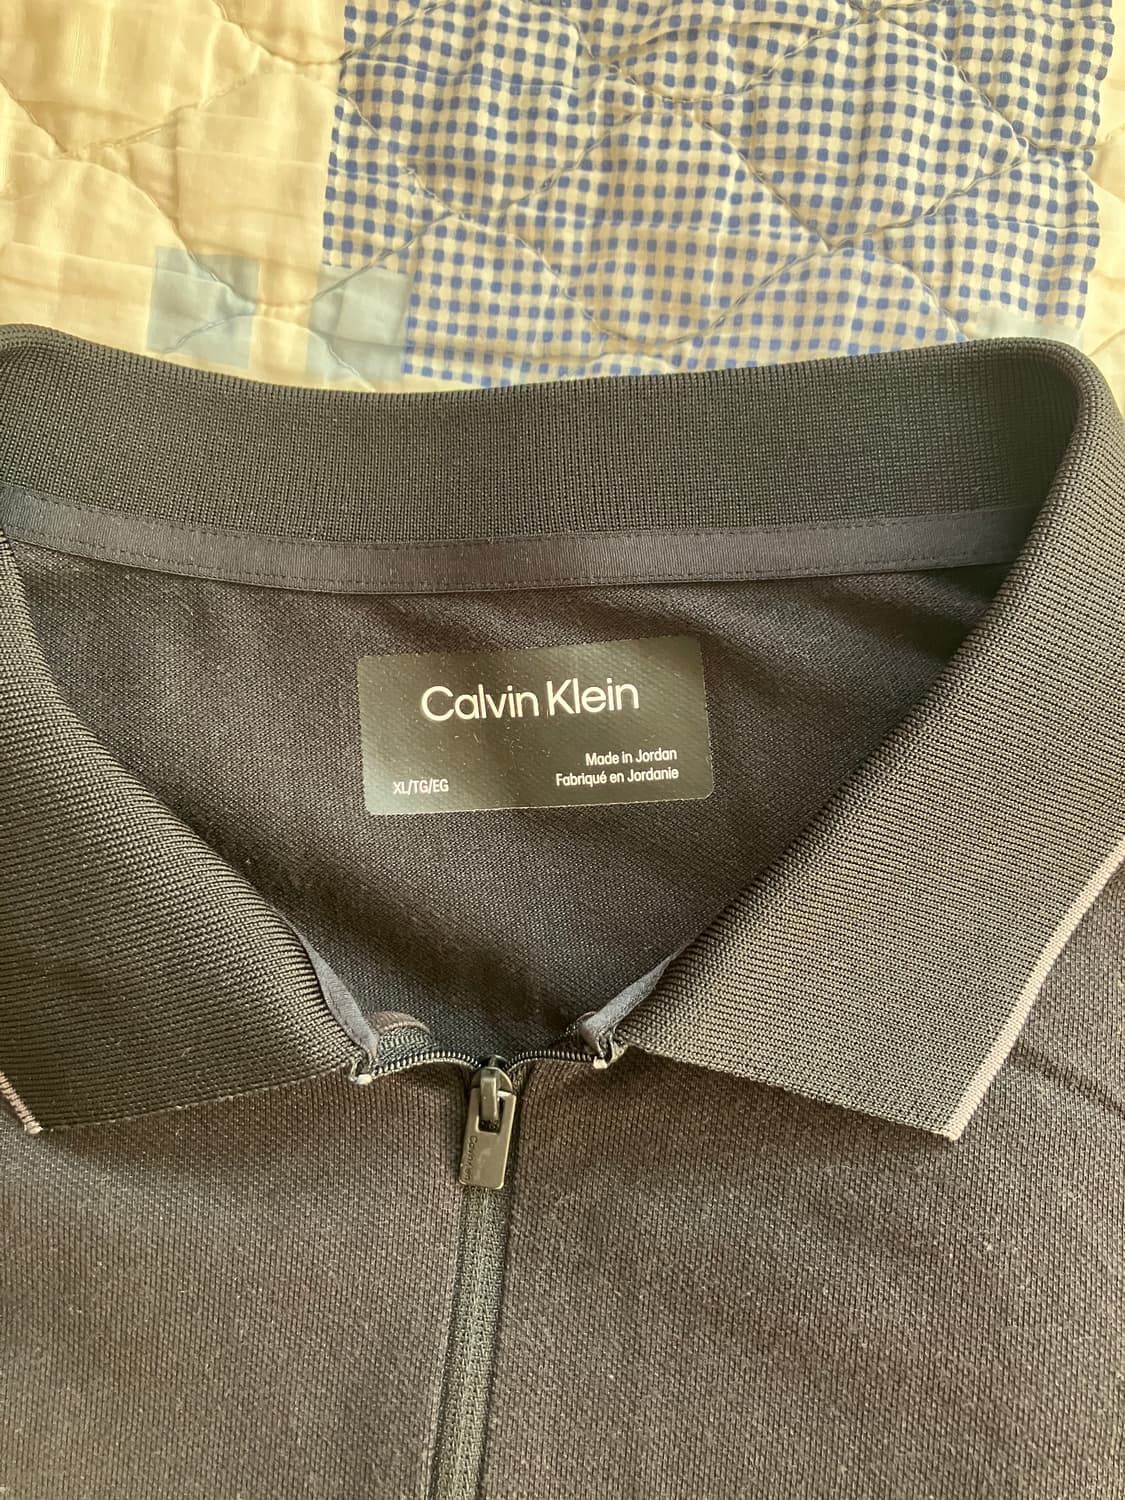 Calvin Klein
Made in Jordan
XL/TG/EG
Fabriqué en Jordanie